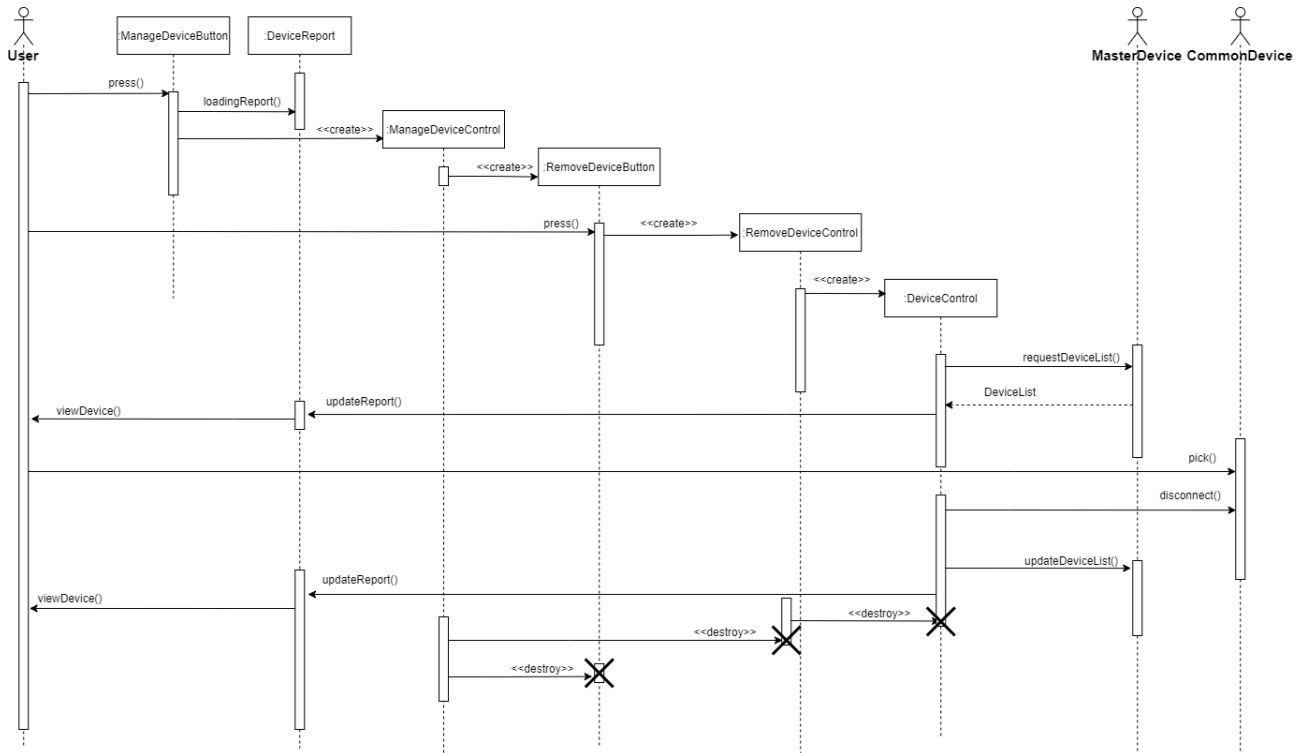 :ManageDeviceButton
:DeviceReport
User
MasterDevice
CommonDevice
press()
loadingReport()
<<create>>
:ManageDeviceControl
<<create>>
:RemoveDeviceButton
press()
<<create>>
:RemoveDeviceControl
<<create>>
:DeviceControl
requestDeviceList()
DeviceList
updateReport()
viewDevice()
pick()
disconnect()
updateDeviceList()
updateReport()
viewDevice()
<<destroy>>
<<destroy>>
<<destroy>>